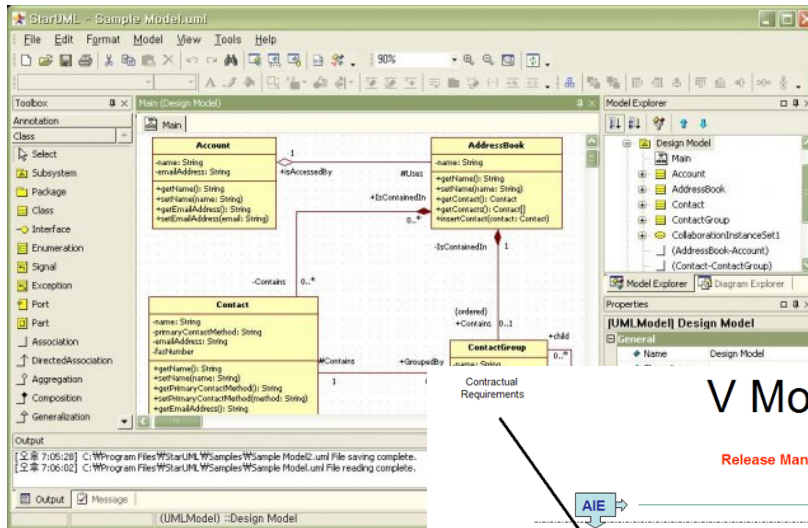 StarUML - Sample Model.uml
File Edit Format Model View Tools Help
90%
Toolbox
Annotation
Class
Select
Subsystem
Package
Class
Interface
Enumeration
Signal
Exception
Port
Part
Association
DirectedAssociation
Aggregation
Composition
Generalization
Main (Design Model)
Main
Account
-name: String
-emailAddress: String
+getName(): String
+setName(name: String)
+getEmailAddress(): String
+setEmailAddress(email: String)
1
+isAccessedBy
#Uses
AddressBook
-name: String
+getName(): String
+setName(name: String)
+getContact(): Contact
+getContacts(): Contact[]
+insertContact(contact: Contact)
+IsContainedIn
0..*
-IsContainedIn
1
-Contains
0..*
Contact
-name: String
-primaryContactMethod: String
-emailAddress: String
-faxNumber
+getName(): String
+setName(name: String)
+getPrimaryContactMethod(): String
+setPrimaryContactMethod(method: String)
+getEmailAddress(): String
{ordered}
+Contains
0..1
#Contains
1
+GroupedBy
ContactGroup
-name: String
+child
0..*
Model Explorer
Design Model
Main
Account
AddressBook
Contact
ContactGroup
CollaborationInstanceSet1
(AddressBook-Account)
(Contact-ContactGroup)
Model Explorer
Diagram Explorer
Properties
(UMLModel) Design Model
General
Name
Design Model
Output
[오후 7:05:28] C:₩Program Files₩StarUML₩Samples₩Sample Model2.uml File saving complete.
[오후 7:06:02] C:₩Program Files₩StarUML₩Samples₩Sample Model.uml File reading complete.
Output
Message
(UMLModel) ::Design Model
Contractual
Requirements
V Mo
Release Man
AIE